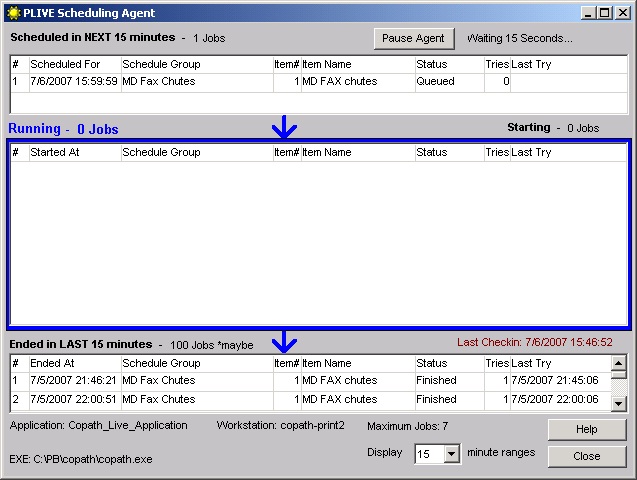 PLIVE Scheduling Agent
Scheduled in NEXT 15 minutes - 1 Jobs Pause Agent Waiting 15 Seconds...
# Scheduled For Schedule Group Item# Item Name Status Tries Last Try
1 7/6/2007 15:59:59 MD Fax Chutes 1 MD FAX chutes Queued 0
Running - 0 Jobs Starting - 0 Jobs
# Started At Schedule Group Item# Item Name Status Tries Last Try
Ended in LAST 15 minutes - 100 Jobs *maybe Last Checkin: 7/6/2007 15:46:52
# Ended At Schedule Group Item# Item Name Status Tries Last Try
1 7/5/2007 21:46:21 MD Fax Chutes 1 MD FAX chutes Finished 1 7/5/2007 21:45:06
2 7/5/2007 22:00:51 MD Fax Chutes 1 MD FAX chutes Finished 1 7/5/2007 22:00:06
Application: Copath_Live_Application Workstation: copath-print2 Maximum Jobs: 7 Help
Display 15 minute ranges Close
EXE: C:\PB\copath\copath.exe